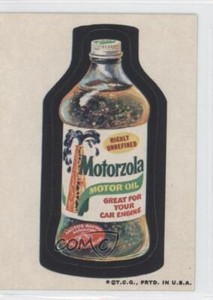 HIGHLY
UNREFINED
Motorzola
MOTOR OIL
GREAT FOR
YOUR
CAR ENGINE
©T.C.G., PRTD. IN U.S.A.